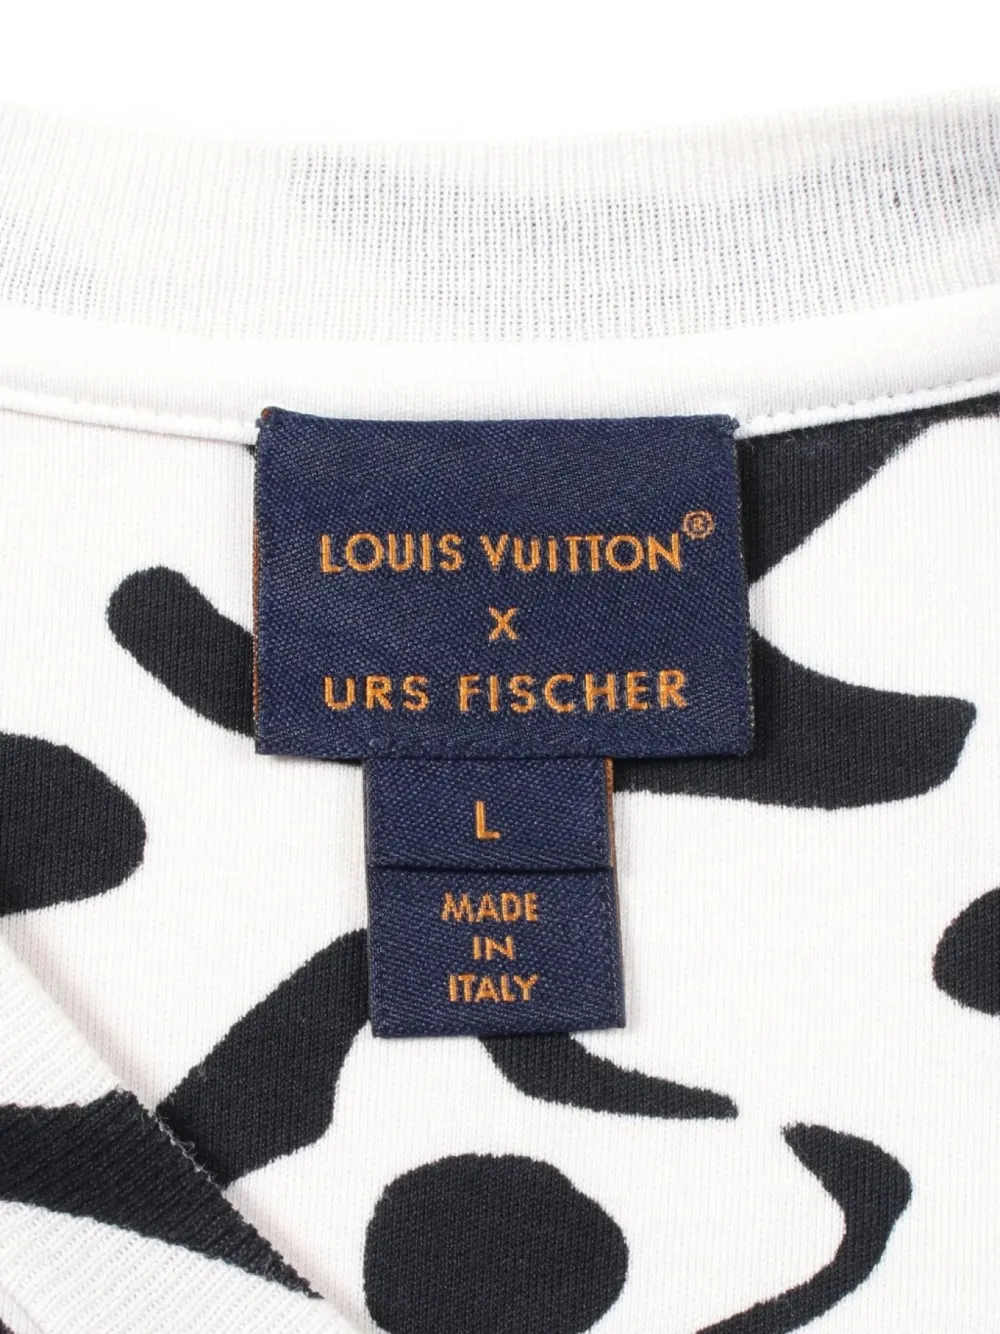 LOUIS VUITTON®
X
URS FISCHER
L
MADE
IN
ITALY